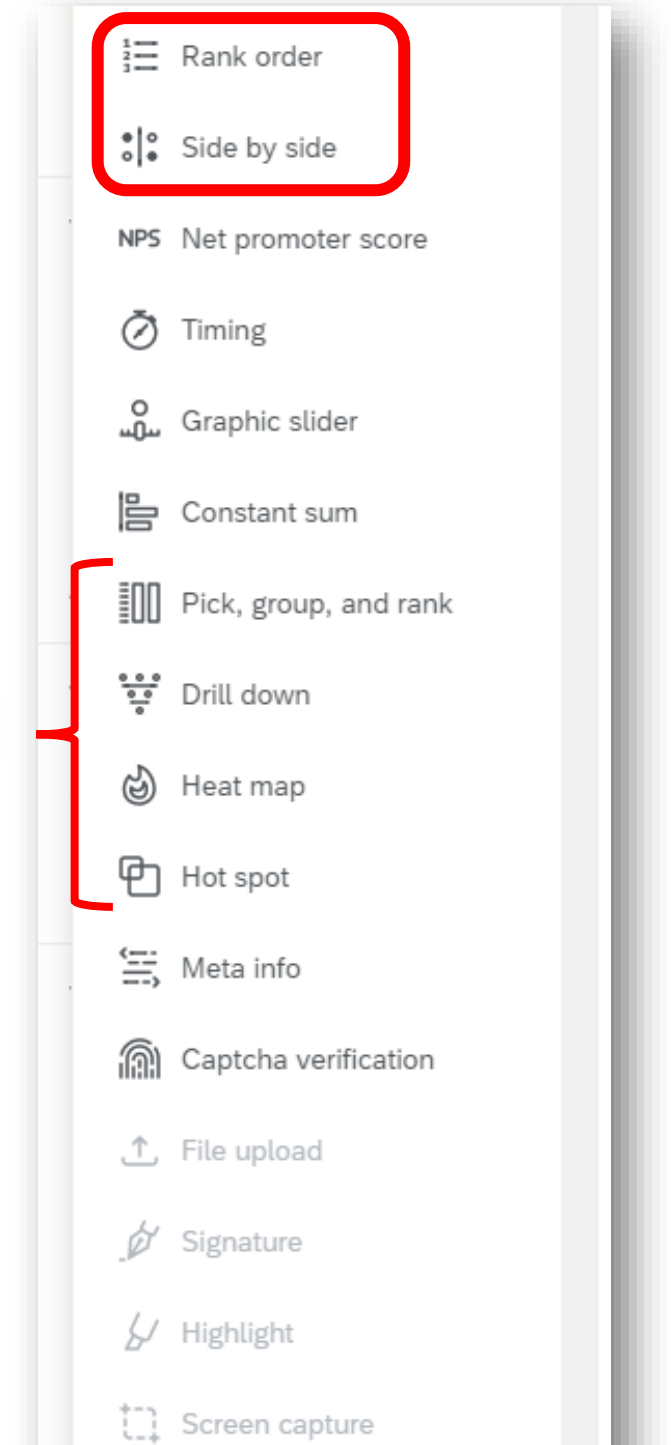 Rank order
Side by side
NPS Net promoter score
Timing
Graphic slider
Constant sum
Pick, group, and rank
Drill down
Heat map
Hot spot
Meta info
Captcha verification
File upload
Signature
Highlight
Screen capture